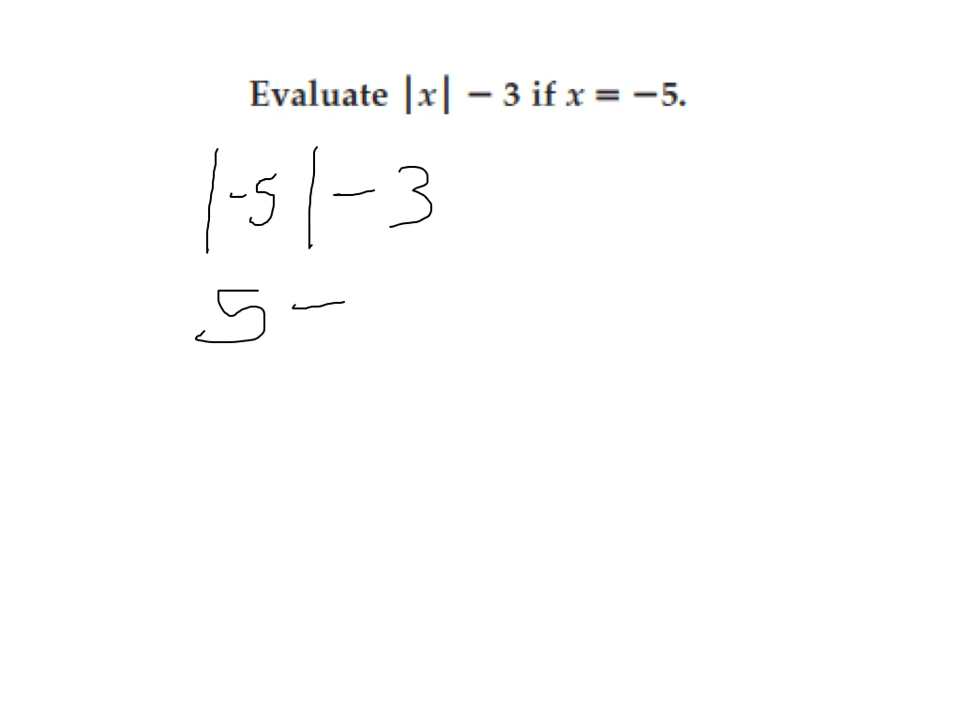 Evaluate |x| − 3 if x = −5.
|-5| - 3
5 -